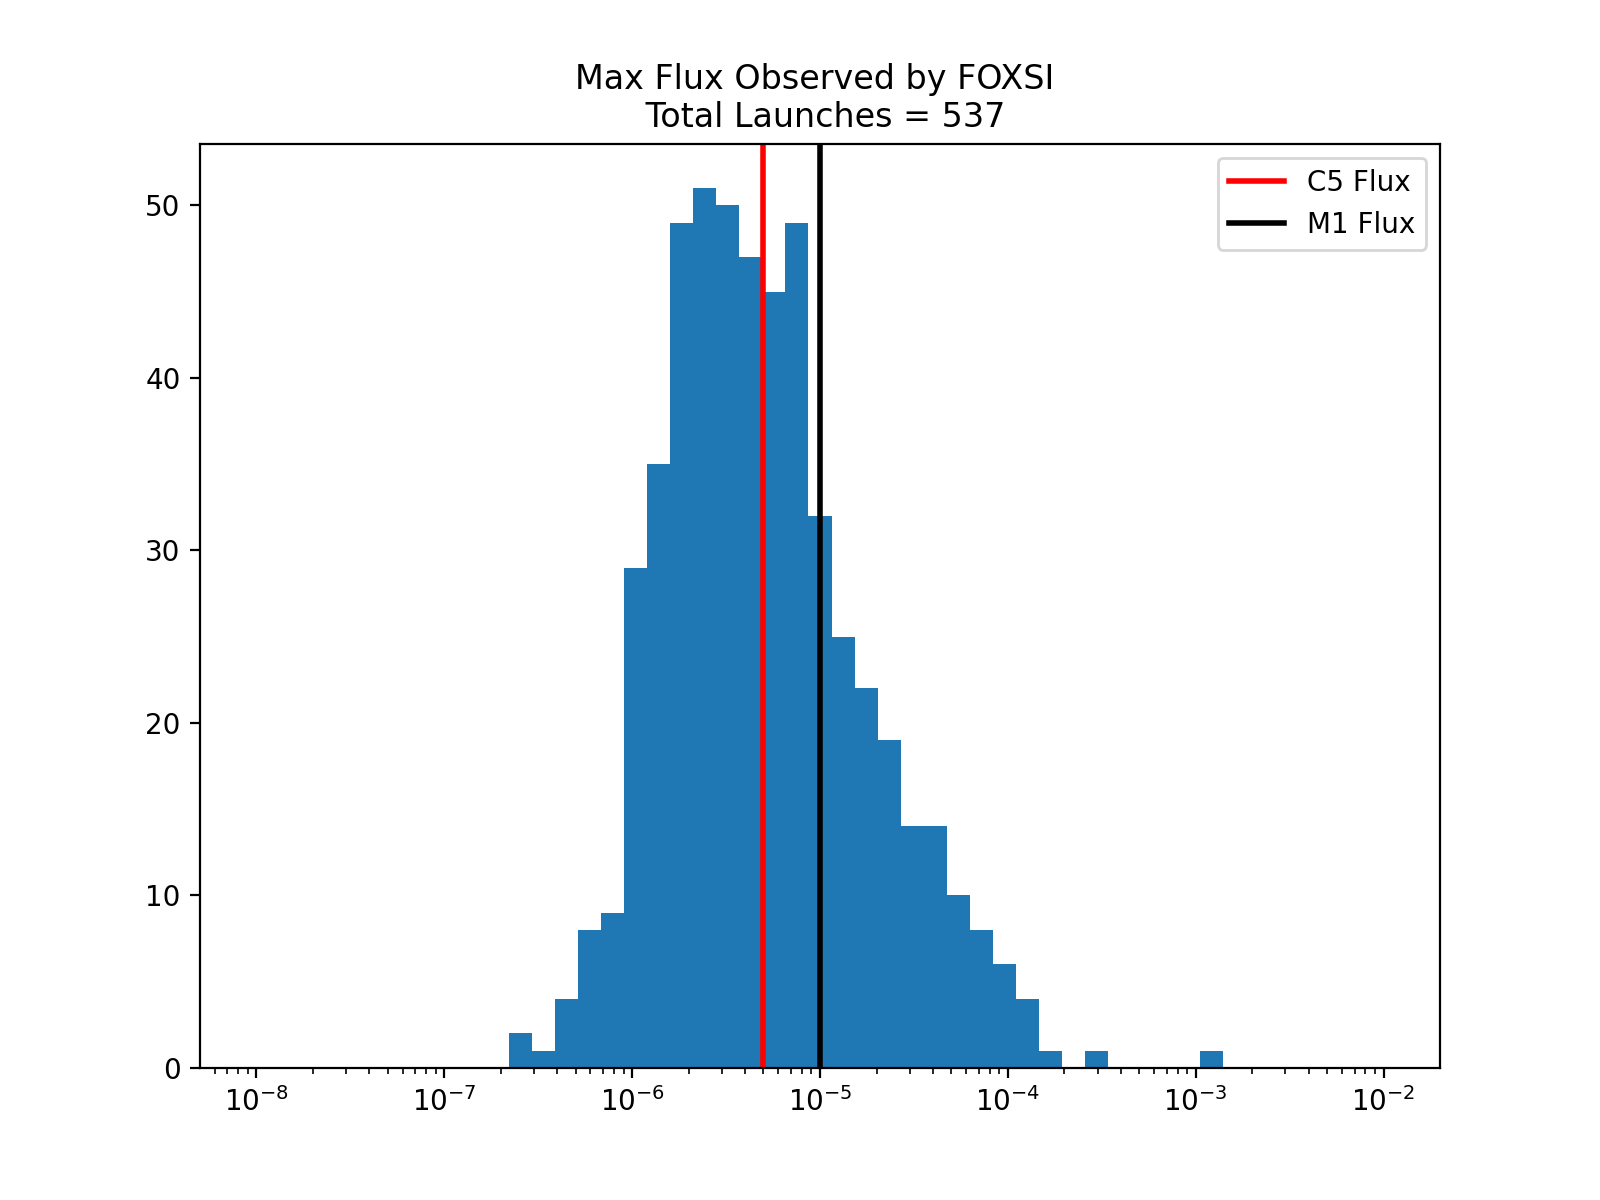 Max Flux Observed by FOXSI
Total Launches = 537
C5 Flux
M1 Flux
50
40
30
20
10
0
10⁻⁸ 10⁻⁷ 10⁻⁶ 10⁻⁵ 10⁻⁴ 10⁻³ 10⁻²